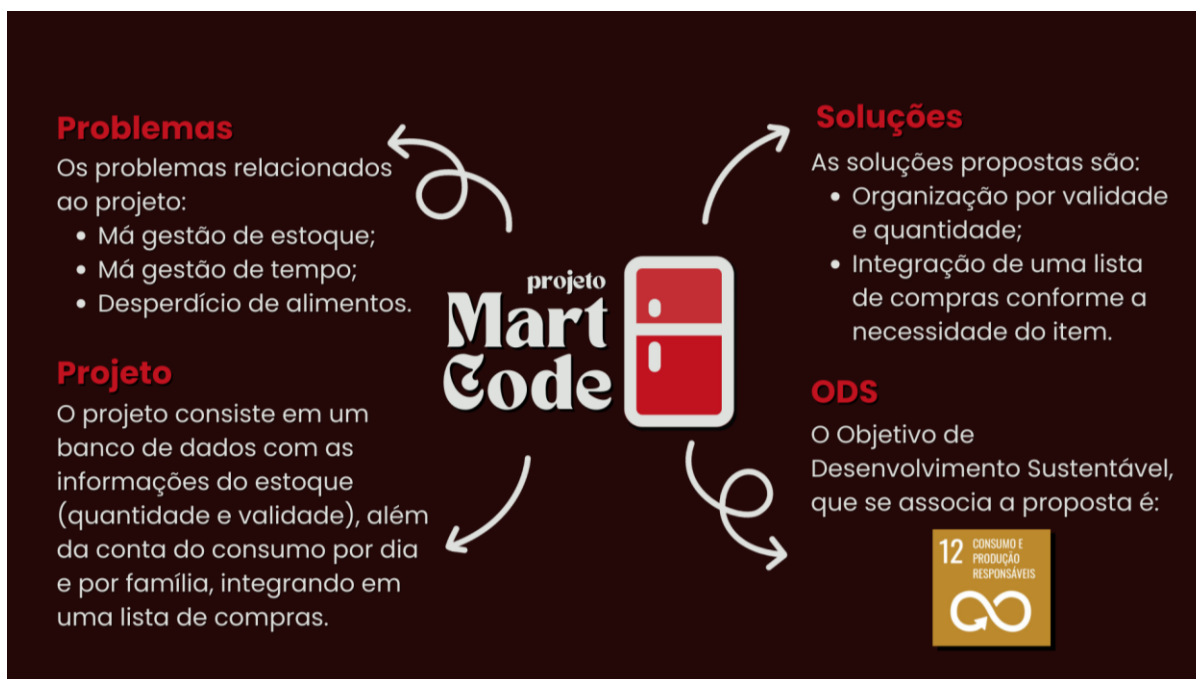 Problemas
Os problemas relacionados
ao projeto:
• Má gestão de estoque;
• Má gestão de tempo;
• Desperdício de alimentos.
Projeto
O projeto consiste em um
banco de dados com as
informações do estoque
(quantidade e validade), além
da conta do consumo por dia
e por família, integrando em
uma lista de compras.
projeto
Mart
Code
Soluções
As soluções propostas são:
• Organização por validade
e quantidade;
• Integração de uma lista
de compras conforme a
necessidade do item.
ODS
O Objetivo de
Desenvolvimento Sustentável,
que se associa a proposta é:
12 CONSUMO E
PRODUÇÃO
RESPONSÁVEIS